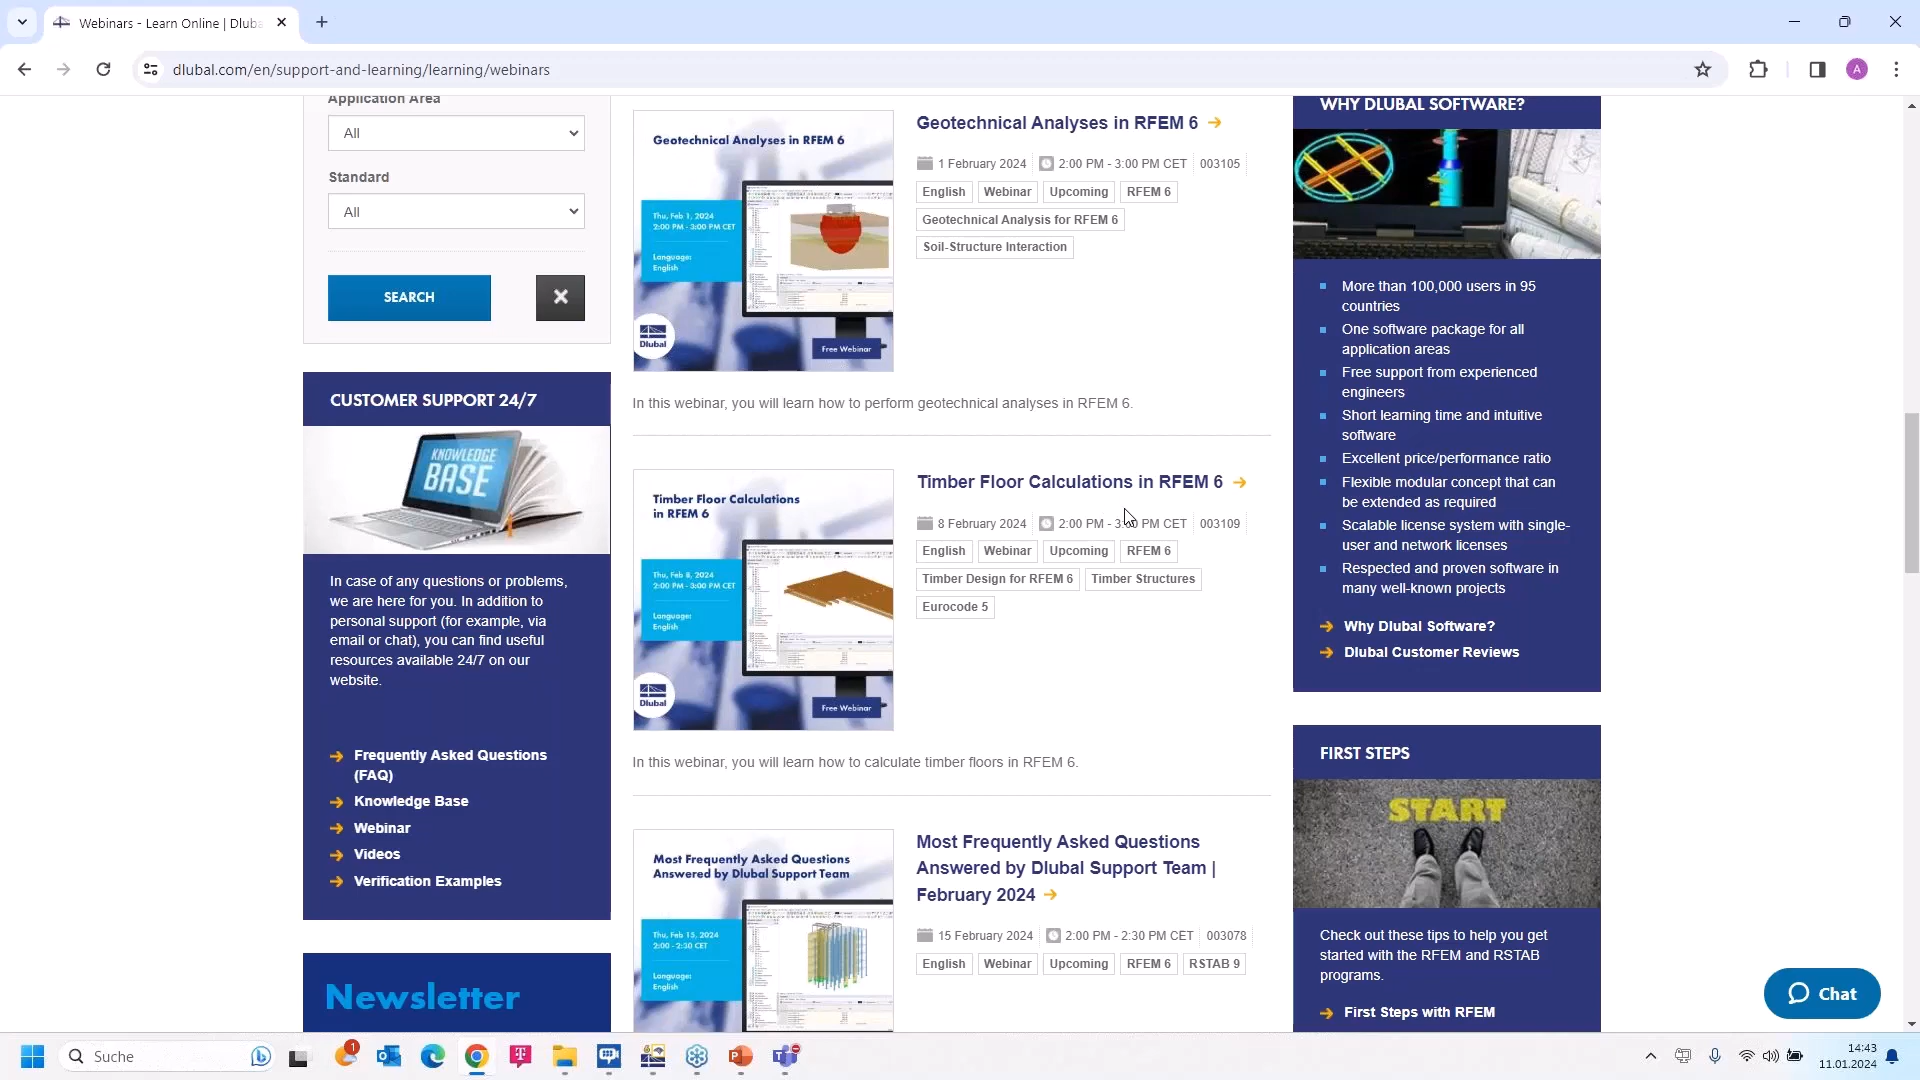 Webinars - Learn Online | Dluba
dlubal.com/en/support-and-learning/learning/webinars
A
Application Area
All
Standard
All
SEARCH
CUSTOMER SUPPORT 24/7
KNOWLEDGE
BASE
In case of any questions or problems,
we are here for you. In addition to
personal support (for example, via
email or chat), you can find useful
resources available 24/7 on our
website.
Frequently Asked Questions
(FAQ)
Knowledge Base
Webinar
Videos
Verification Examples
Newsletter
Geotechnical Analyses in RFEM 6
Thu, Feb 1, 2024
2:00 PM - 3:00 PM CET
Language:
English
Dlubal
Free Webinar
Geotechnical Analyses in RFEM 6
1 February 2024 2:00 PM - 3:00 PM CET 003105
English Webinar Upcoming RFEM 6
Geotechnical Analysis for RFEM 6
Soil-Structure Interaction
In this webinar, you will learn how to perform geotechnical analyses in RFEM 6.
Timber Floor Calculations
in RFEM 6
Thu, Feb 8, 2024
2:00 PM - 3:00 PM CET
Language:
English
Dlubal
Free Webinar
Timber Floor Calculations in RFEM 6
8 February 2024 2:00 PM - 3:00 PM CET 003109
English Webinar Upcoming RFEM 6
Timber Design for RFEM 6 Timber Structures
Eurocode 5
In this webinar, you will learn how to calculate timber floors in RFEM 6.
Most Frequently Asked Questions
Answered by Dlubal Support Team
Thu, Feb 15, 2024
2:00 - 2:30 CET
Language:
English
Most Frequently Asked Questions
Answered by Dlubal Support Team |
February 2024
15 February 2024 2:00 PM - 2:30 PM CET 003078
English Webinar Upcoming RFEM 6 RSTAB 9
WHY DLUBAL SOFTWARE?
More than 100,000 users in 95
countries
One software package for all
application areas
Free support from experienced
engineers
Short learning time and intuitive
software
Excellent price/performance ratio
Flexible modular concept that can
be extended as required
Scalable license system with single-
user and network licenses
Respected and proven software in
many well-known projects
Why Dlubal Software?
Dlubal Customer Reviews
FIRST STEPS
START
Check out these tips to help you get
started with the RFEM and RSTAB
programs.
First Steps with RFEM
Chat
Suche
1
14:43
11.01.2024